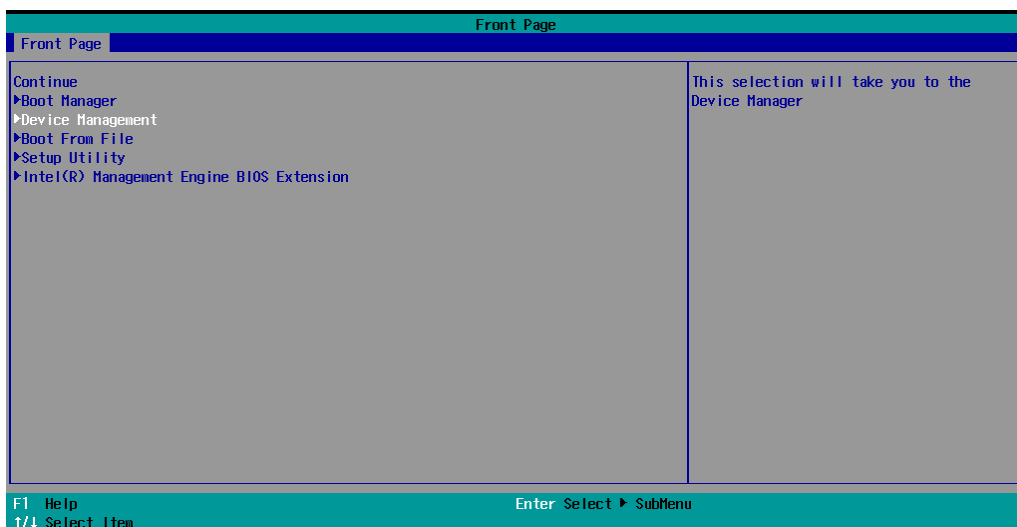 Front Page
Front Page
Continue
▶Boot Manager
▶Device Management
▶Boot From File
▶Setup Utility
▶Intel(R) Management Engine BIOS Extension
This selection will take you to the
Device Manager
F1 Help
Enter Select ▶ SubMenu
↑/↓ Select Item